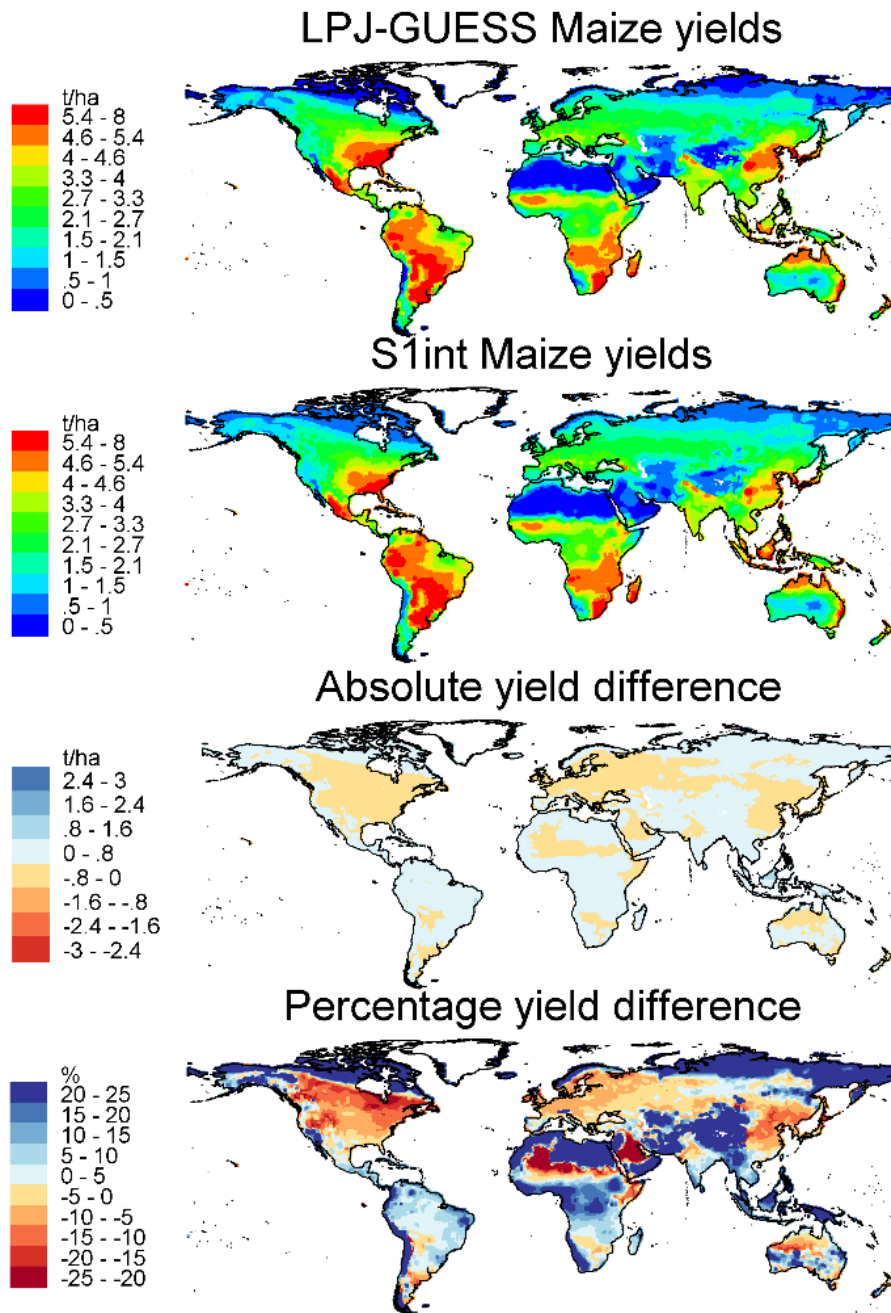 LPJ-GUESS Maize yields
t/ha
5.4 - 8
4.6 - 5.4
4 - 4.6
3.3 - 4
2.7 - 3.3
2.1 - 2.7
1.5 - 2.1
1 - 1.5
.5 - 1
0 - .5
S1int Maize yields
t/ha
5.4 - 8
4.6 - 5.4
4 - 4.6
3.3 - 4
2.7 - 3.3
2.1 - 2.7
1.5 - 2.1
1 - 1.5
.5 - 1
0 - .5
Absolute yield difference
t/ha
2.4 - 3
1.6 - 2.4
.8 - 1.6
0 - .8
-.8 - 0
-1.6 - -.8
-2.4 - -1.6
-3 - -2.4
Percentage yield difference
%
20 - 25
15 - 20
10 - 15
5 - 10
0 - 5
-5 - 0
-10 - -5
-15 - -10
-20 - -15
-25 - -20